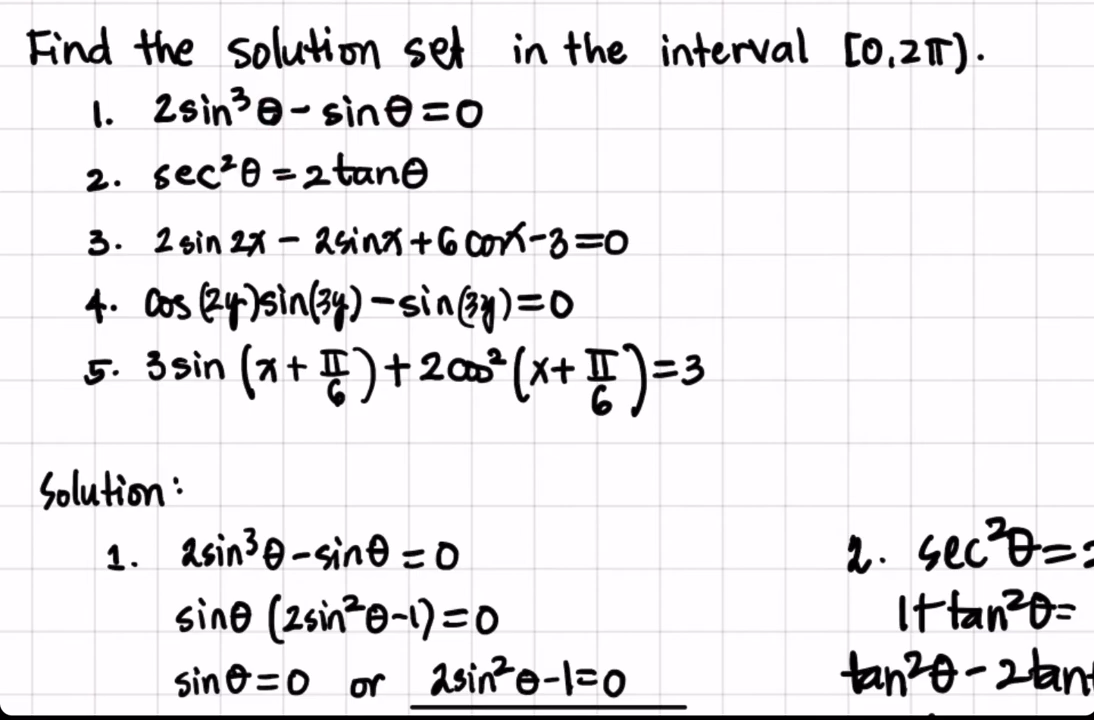 Find the solution set in the interval [0,2π).
1. 2sin³θ - sinθ = 0
2. sec²θ = 2tanθ
3. 2sin2x - 2sinx + 6cosx - 3 = 0
4. cos(2y)sin(3y) - sin(3y) = 0
5. 3sin(x + π/6) + 2cos²(x + π/6) = 3
Solution:
1. 2sin³θ - sinθ = 0
sinθ (2sin²θ - 1) = 0
sinθ = 0 or 2sin²θ - 1 = 0
2. sec²θ =
1 + tan²θ =
tan²θ - 2tan